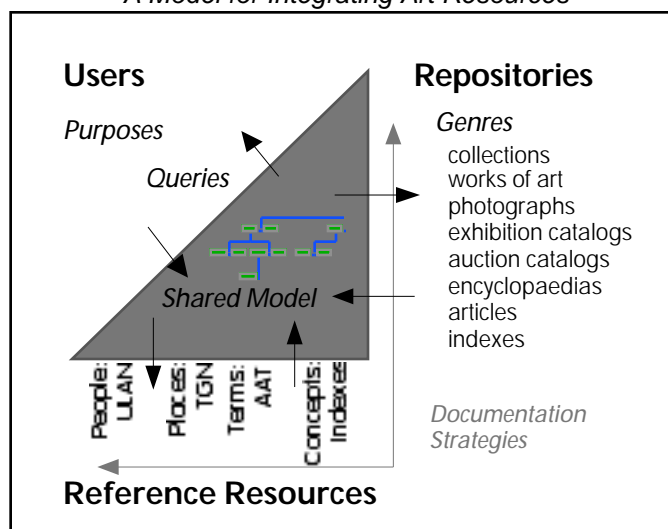 A Model for Integrating Art Resources
Users
Purposes
Queries
Shared Model
Repositories
Genres
collections
works of art
photographs
exhibition catalogs
auction catalogs
encyclopaedias
articles
indexes
Documentation
Strategies
People:
ULAN
Places:
TGN
Terms:
AAT
Concepts:
Indexes
Reference Resources